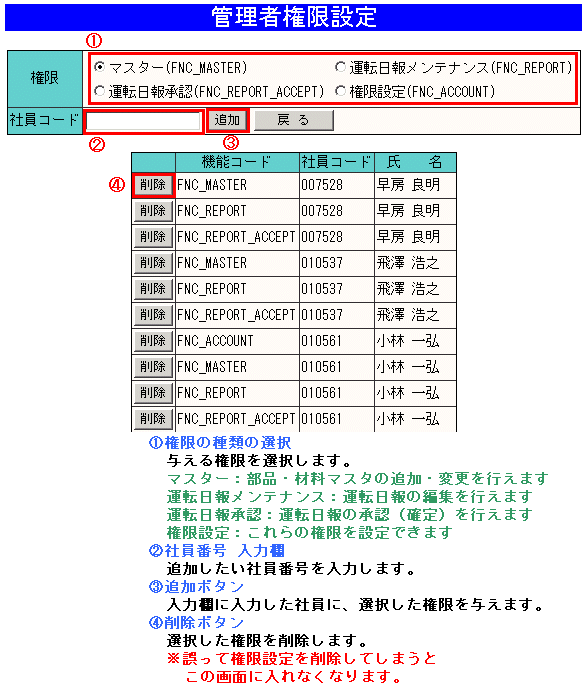 管理者権限設定
①
権限 マスター(FNC_MASTER) 運転日報メンテナンス(FNC_REPORT)
運転日報承認(FNC_REPORT_ACCEPT) 権限設定(FNC_ACCOUNT)
社員コード 追加 戻 る
② ③
機能コード 社員コード 氏 名
④ 削除 FNC_MASTER 007528 早房 良明
削除 FNC_REPORT 007528 早房 良明
削除 FNC_REPORT_ACCEPT 007528 早房 良明
削除 FNC_MASTER 010537 飛澤 浩之
削除 FNC_REPORT 010537 飛澤 浩之
削除 FNC_REPORT_ACCEPT 010537 飛澤 浩之
削除 FNC_ACCOUNT 010561 小林 一弘
削除 FNC_MASTER 010561 小林 一弘
削除 FNC_REPORT 010561 小林 一弘
削除 FNC_REPORT_ACCEPT 010561 小林 一弘
①権限の種類の選択
与える権限を選択します。
マスター：部品・材料マスタの追加・変更を行えます
運転日報メンテナンス：運転日報の編集を行えます
運転日報承認：運転日報の承認（確定）を行えます
権限設定：これらの権限を設定できます
②社員番号 入力欄
追加したい社員番号を入力します。
③追加ボタン
入力欄に入力した社員に、選択した権限を与えます。
④削除ボタン
選択した権限を削除します。
※誤って権限設定を削除してしまうと
この画面に入れなくなります。